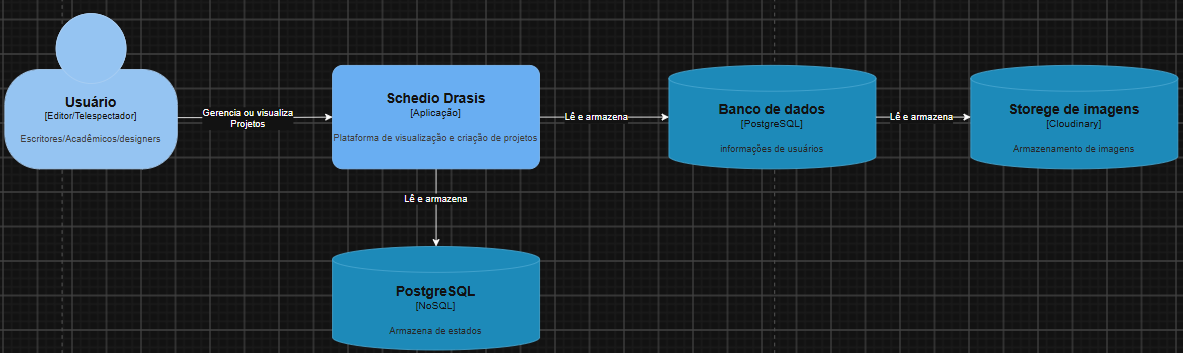 Usuário
[Editor/Telespectador]
Escritores/Acadêmicos/designers
Gerencia ou visualiza
Projetos
Schedio Drasis
[Aplicação]
Plataforma de visualização e criação de projetos
Lê e armazena
Banco de dados
[PostgreSQL]
informações de usuários
Lê e armazena
Storege de imagens
[Cloudinary]
Armazenamento de imagens
Lê e armazena
PostgreSQL
[NoSQL]
Armazena de estados